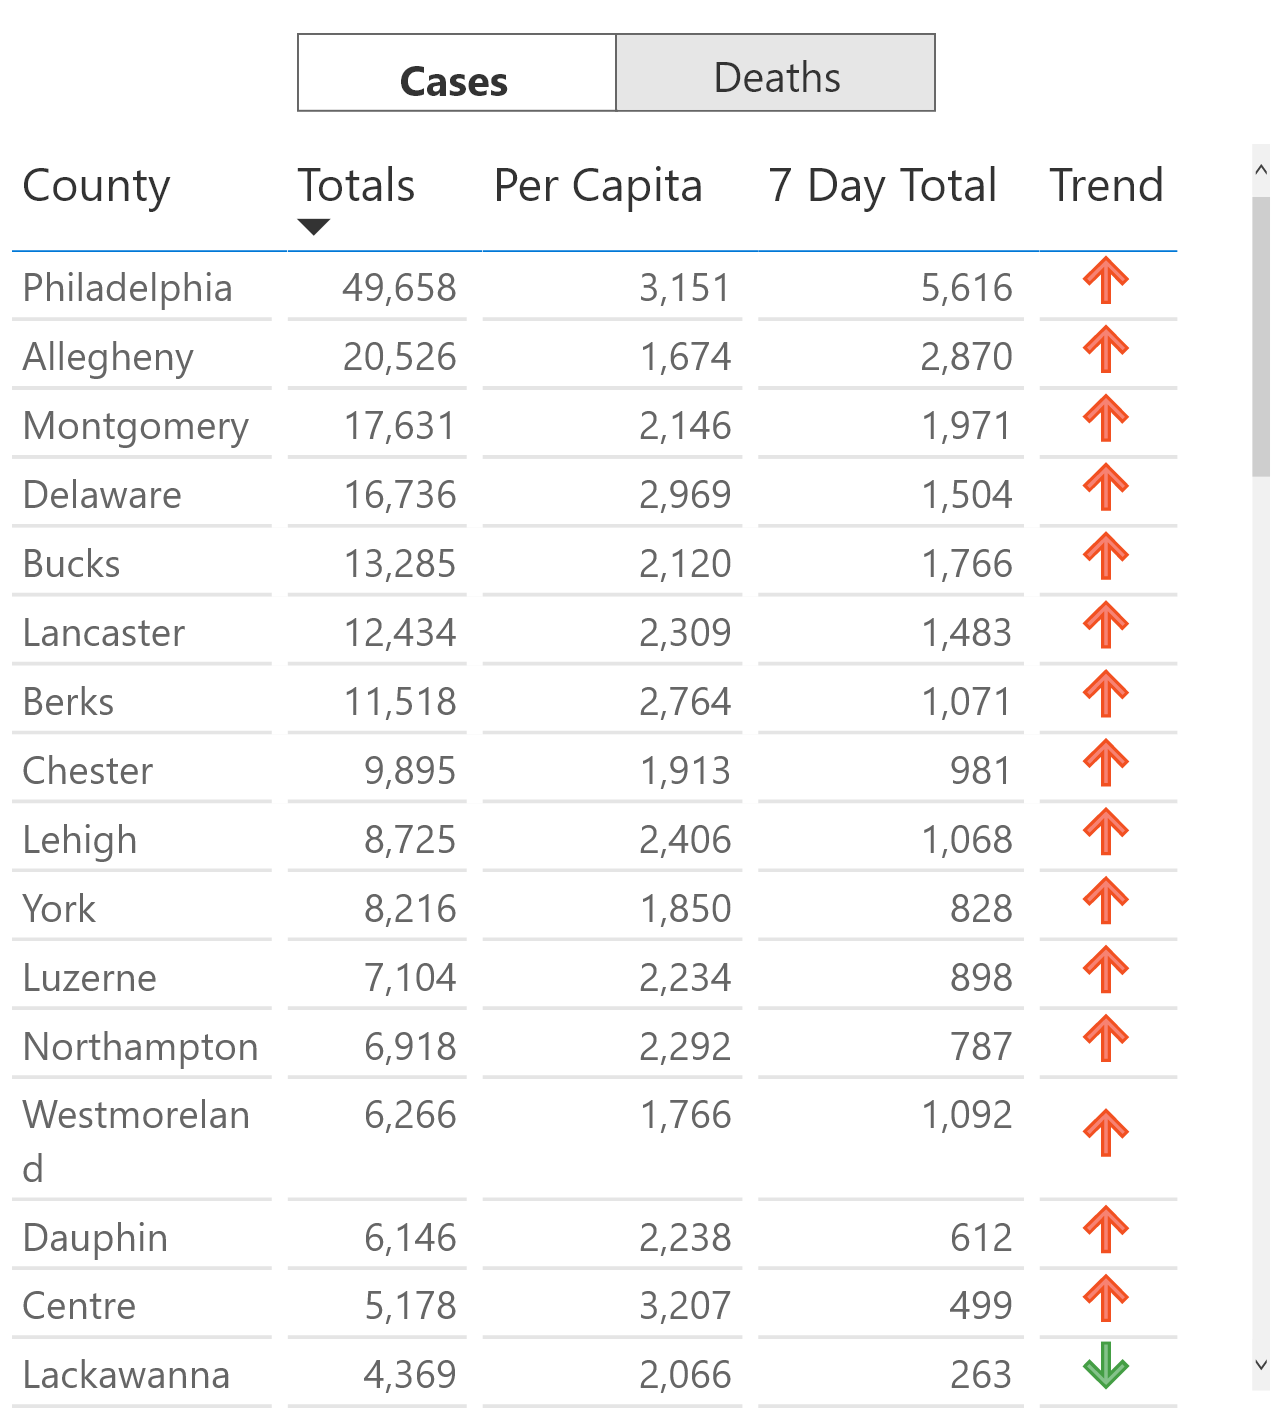 Cases Deaths
County Totals Per Capita 7 Day Total Trend
Philadelphia 49,658 3,151 5,616
Allegheny 20,526 1,674 2,870
Montgomery 17,631 2,146 1,971
Delaware 16,736 2,969 1,504
Bucks 13,285 2,120 1,766
Lancaster 12,434 2,309 1,483
Berks 11,518 2,764 1,071
Chester 9,895 1,913 981
Lehigh 8,725 2,406 1,068
York 8,216 1,850 828
Luzerne 7,104 2,234 898
Northampton 6,918 2,292 787
Westmorelan 6,266 1,766 1,092
d
Dauphin 6,146 2,238 612
Centre 5,178 3,207 499
Lackawanna 4,369 2,066 263